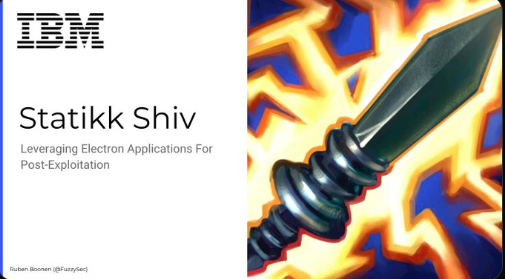 IBM
Statikk Shiv
Leveraging Electron Applications For
Post-Exploitation
Ruben Boonen (@FuzzySec)